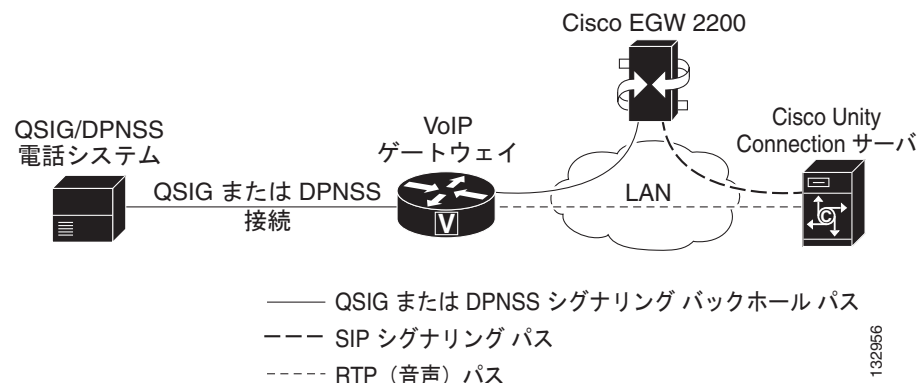 Cisco EGW 2200
QSIG/DPNSS
電話システム
VoIP
ゲートウェイ
Cisco Unity
Connection サーバ
QSIG または DPNSS
接続
LAN
V
C
QSIG または DPNSS シグナリング バックホール パス
SIP シグナリング パス
RTP（音声）パス
132956